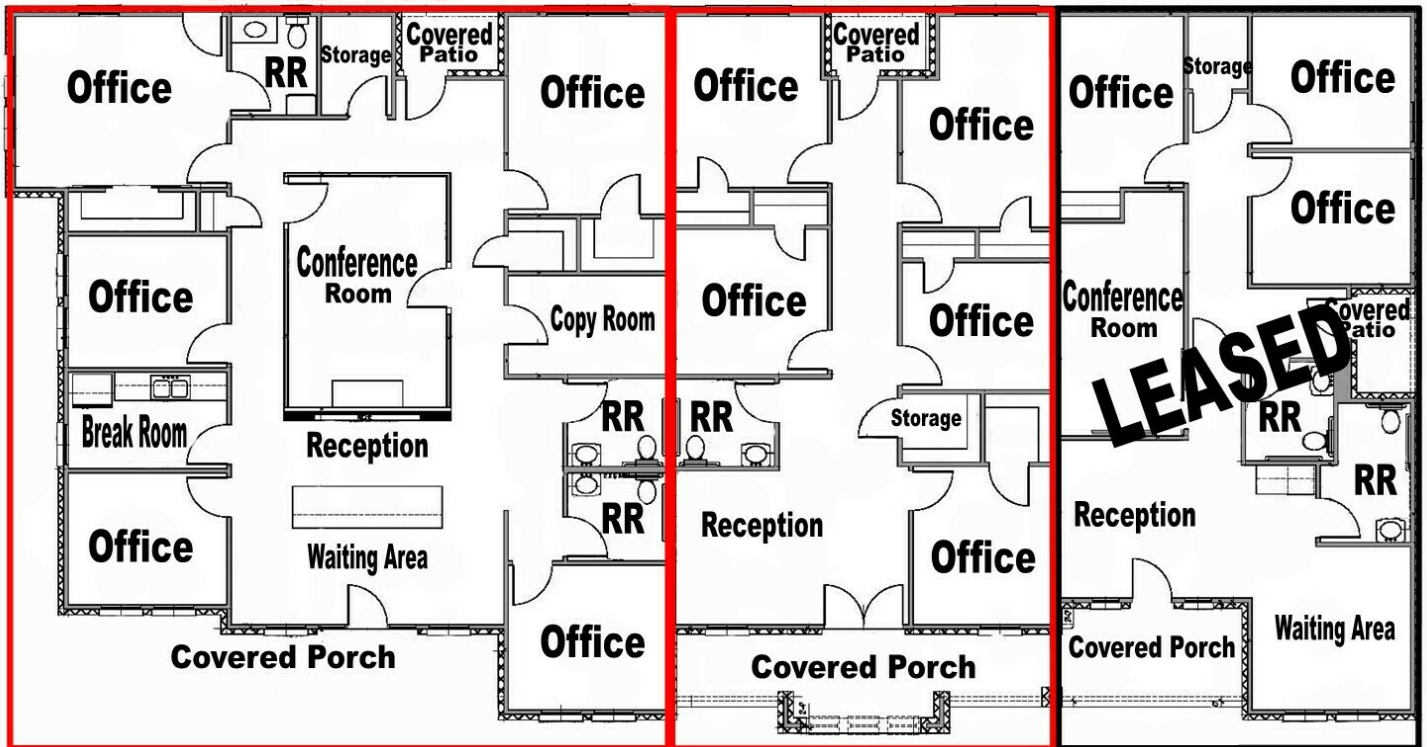 Office
RR
Storage
Covered
Patio
Office
Office
Conference
Room
Copy Room
Break Room
Reception
RR
Office
RR
Waiting Area
Office
Covered Porch
Office
Covered
Patio
Office
Office
Office
RR
Storage
Reception
Office
Covered Porch
Office
Storage
Office
Office
Conference
Room
Covered
Patio
LEASED
RR
RR
Reception
Waiting Area
Covered Porch